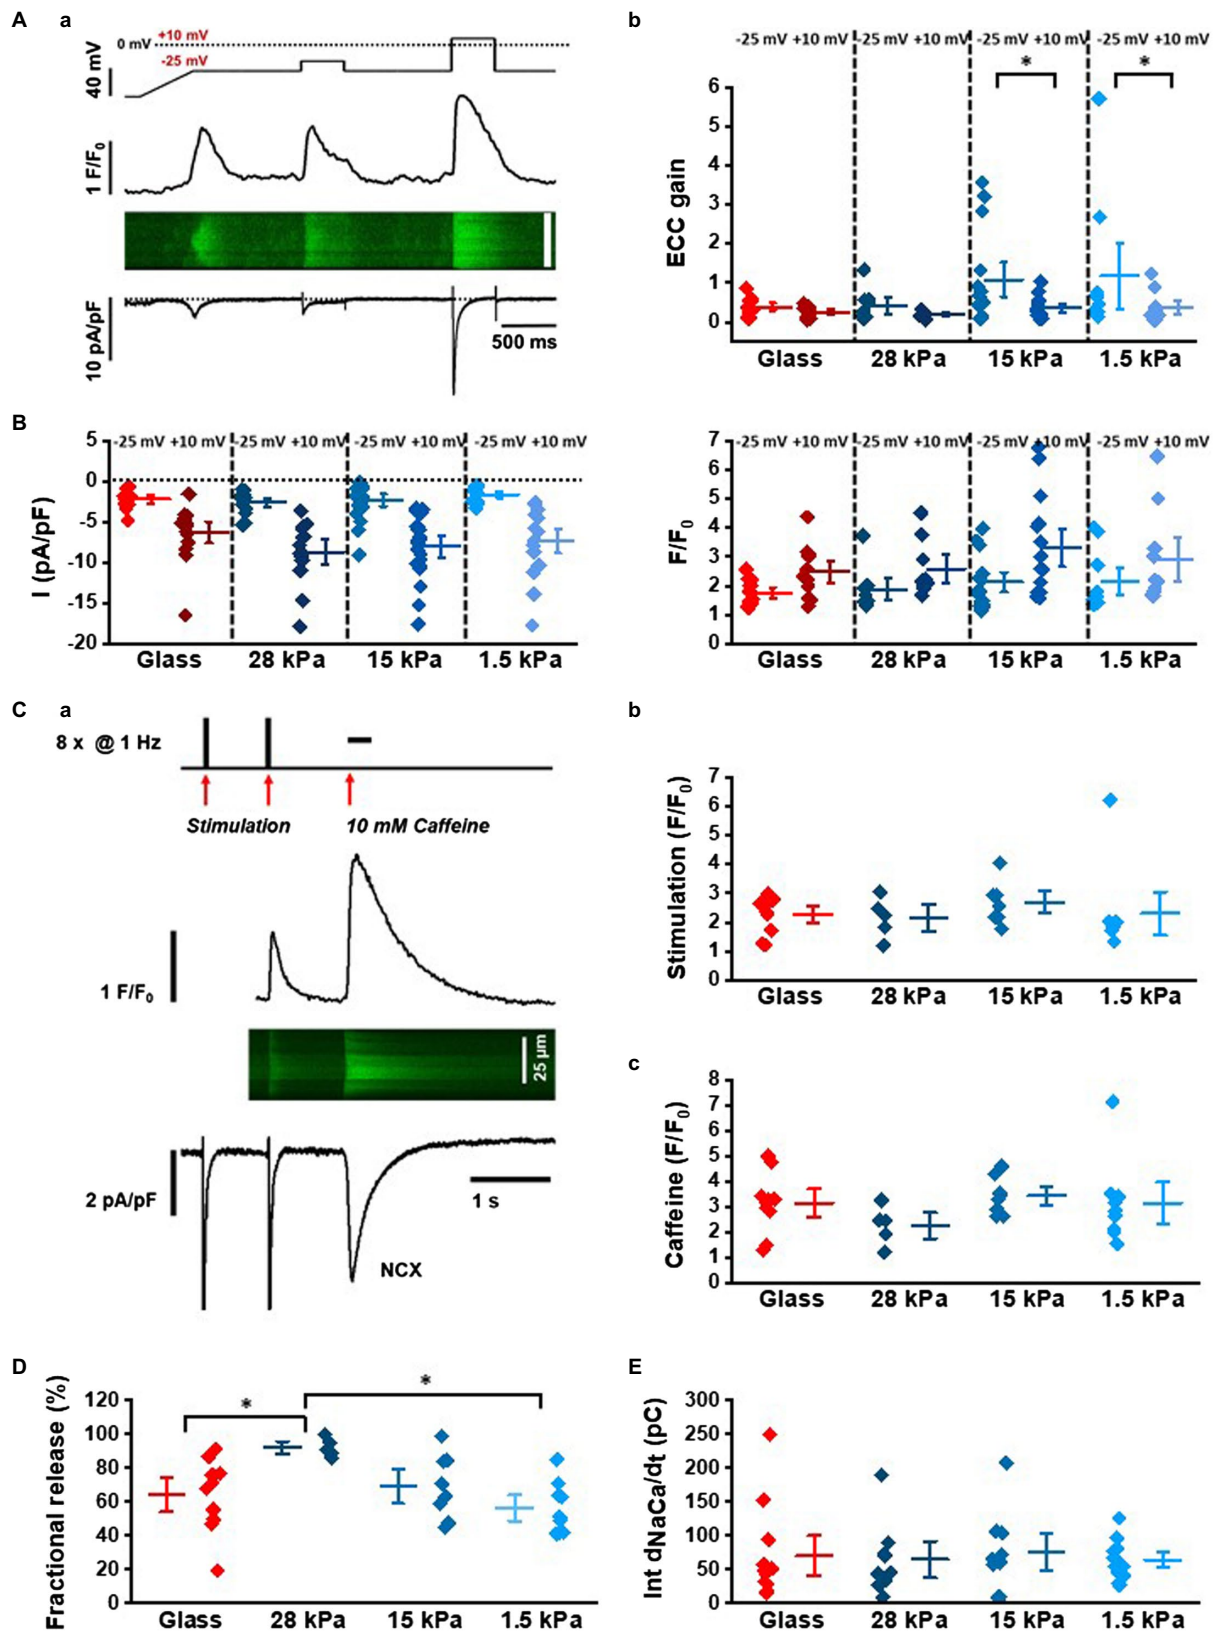 A a
+10 mV
0 mV
-25 mV
40 mV
1 F/F0
10 pA/pF
500 ms
b
-25 mV +10 mV -25 mV +10 mV -25 mV +10 mV -25 mV +10 mV
* *
ECC gain
6
5
4
3
2
1
0
Glass 28 kPa 15 kPa 1.5 kPa
B
-25 mV +10 mV -25 mV +10 mV -25 mV +10 mV -25 mV +10 mV
I (pA/pF)
5
0
-5
-10
-15
-20
Glass 28 kPa 15 kPa 1.5 kPa
-25 mV +10 mV -25 mV +10 mV -25 mV +10 mV -25 mV +10 mV
F/F0
7
6
5
4
3
2
1
0
Glass 28 kPa 15 kPa 1.5 kPa
C a
8 x @ 1 Hz
Stimulation 10 mM Caffeine
1 F/F0
25 µm
2 pA/pF
1 s
NCX
b
Stimulation (F/F0)
7
6
5
4
3
2
1
0
Glass 28 kPa 15 kPa 1.5 kPa
c
Caffeine (F/F0)
8
7
6
5
4
3
2
1
0
Glass 28 kPa 15 kPa 1.5 kPa
D
Fractional release (%)
* *
120
100
80
60
40
20
0
Glass 28 kPa 15 kPa 1.5 kPa
E
Int dNaCa/dt (pC)
300
250
200
150
100
50
0
Glass 28 kPa 15 kPa 1.5 kPa